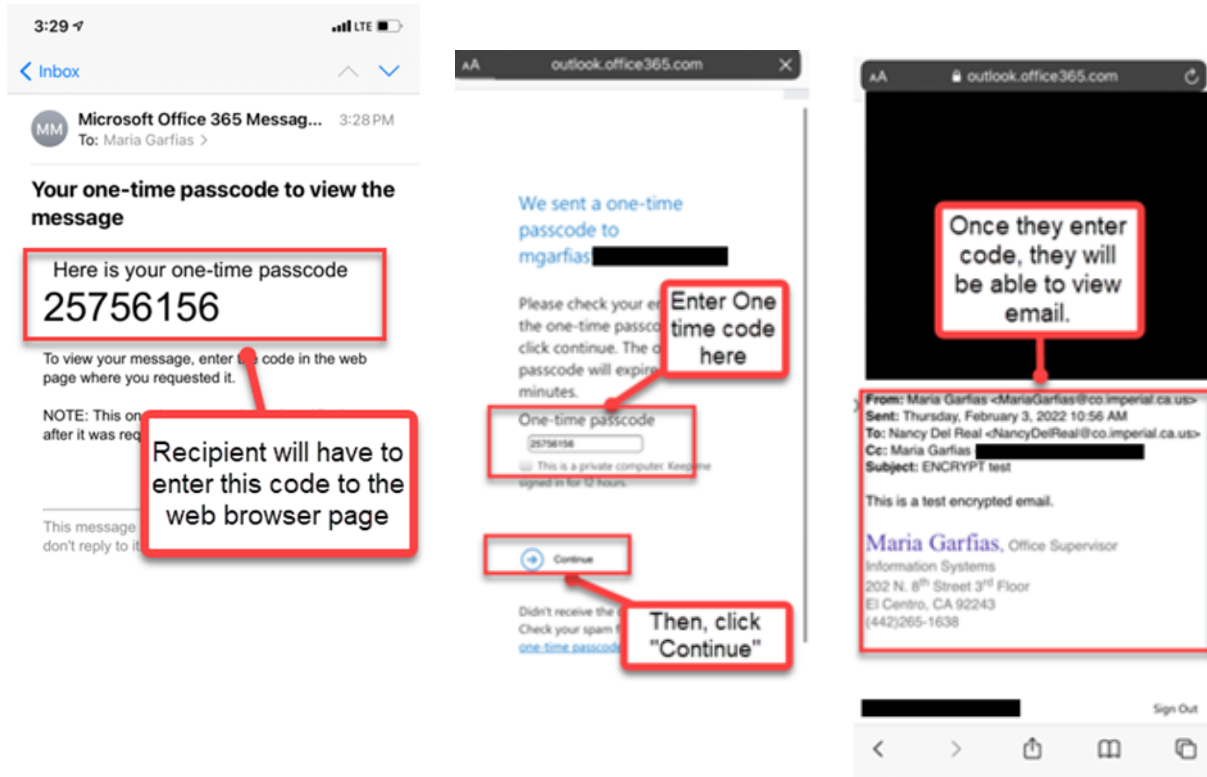 3:29
LTE
Inbox
MM
Microsoft Office 365 Messag...
3:28 PM
To: Maria Garfias >
Your one-time passcode to view the
message
Here is your one-time passcode
25756156
To view your message, enter the code in the web
page where you requested it.
NOTE: This on
after it was req
Recipient will have to
enter this code to the
web browser page
This message
don't reply to it
AA
outlook.office365.com
We sent a one-time
passcode to
mgarfias
Please check your
the one-time passco
click continue. The
passcode will expire
minutes.
Enter One
time code
here
One-time passcode
25756156
This is a private computer. Keep me
signed in for 12 hours.
Continue
Didn't receive the
Check your spam
one-time passcode
Then, click
"Continue"
AA
outlook.office365.com
Once they enter
code, they will
be able to view
email.
From: Maria Garfias <MariaGarfias@co.imperial.ca.us>
Sent: Thursday, February 3, 2022 10:56 AM
To: Nancy Del Real <NancyDelReal@co.imperial.ca.us>
Cc: Maria Garfias
Subject: ENCRYPT test
This is a test encrypted email.
Maria Garfias, Office Supervisor
Information Systems
202 N. 8th Street 3rd Floor
El Centro, CA 92243
(442)265-1638
Sign Out